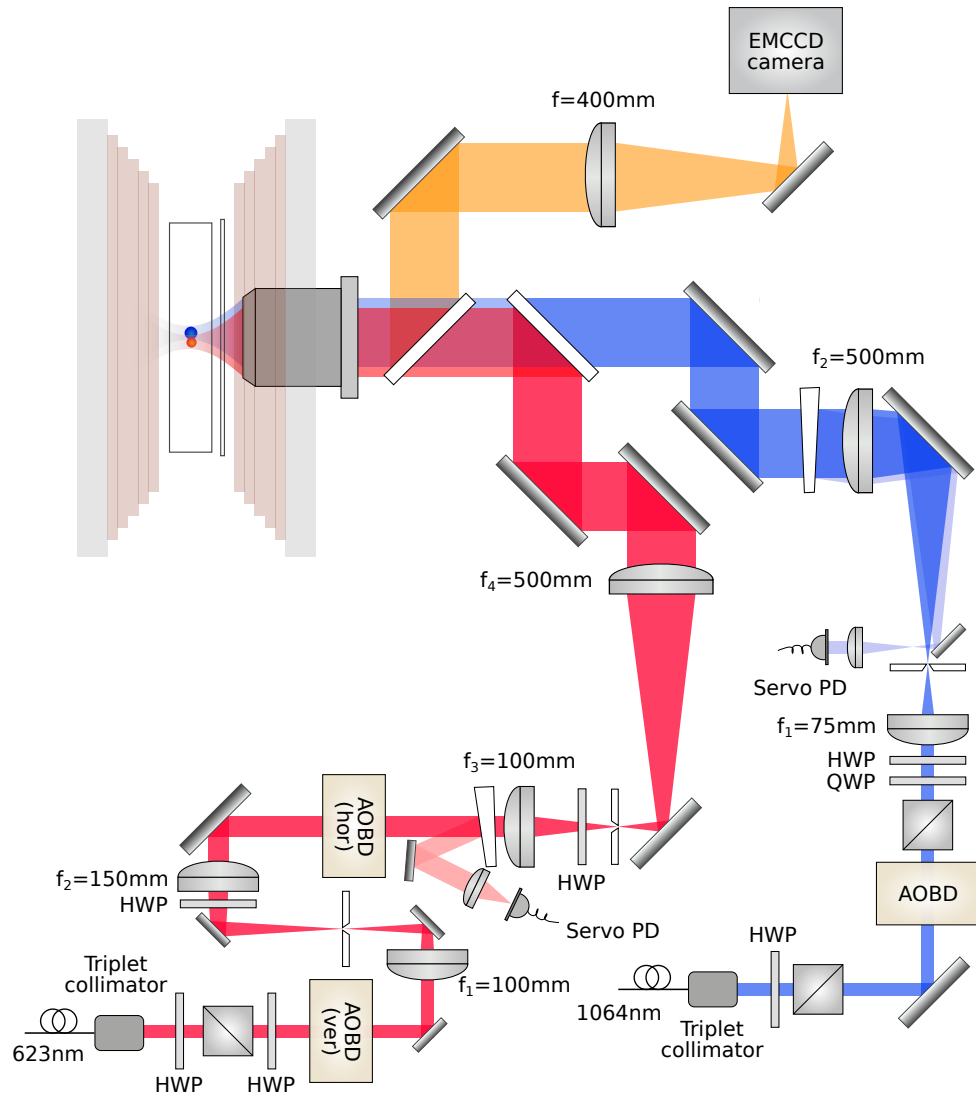 EMCCD
camera
f=400mm
f₂=500mm
f₄=500mm
Servo PD
f₁=75mm
HWP
QWP
f₃=100mm
AOBD
(hor)
f₂=150mm
HWP
HWP
AOBD
Servo PD
HWP
Triplet
collimator
f₁=100mm
AOBD
(ver)
1064nm
Triplet
collimator
623nm
HWP
HWP